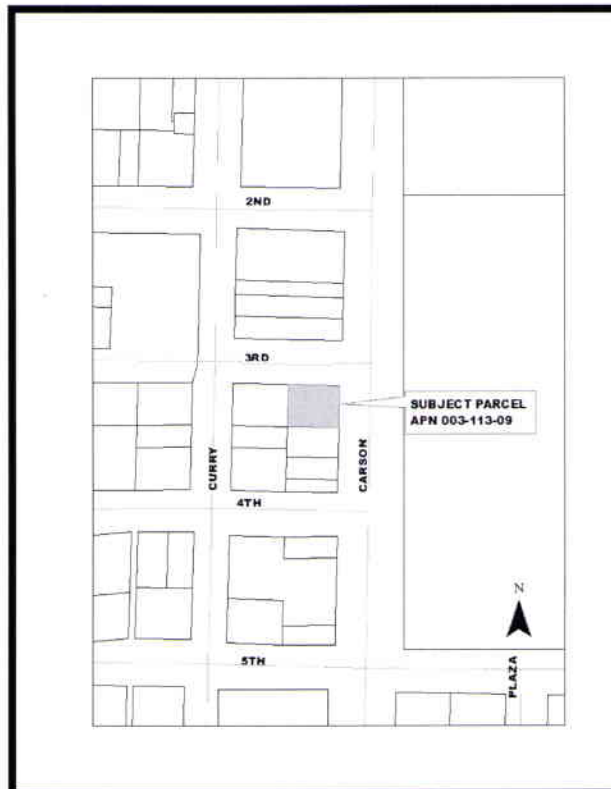 2ND
3RD
SUBJECT PARCEL
APN 003-113-09
CURRY
CARSON
4TH
N
5TH
PLAZA